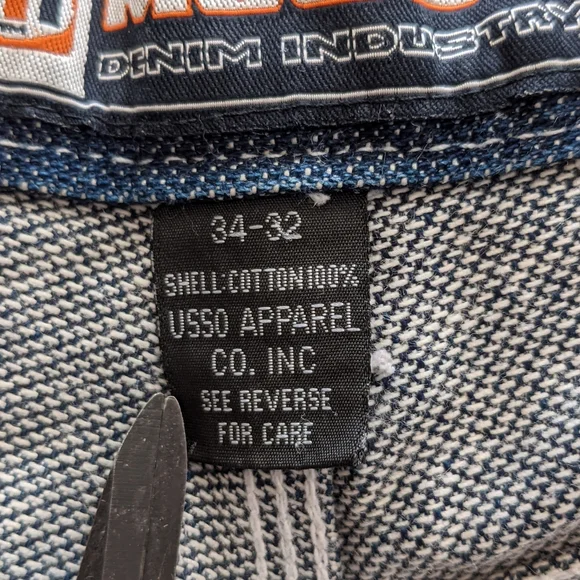 DENIM INDUSTRY
34-32
SHELL:COTTON100%
USSO APPAREL
CO. INC
SEE REVERSE
FOR CARE